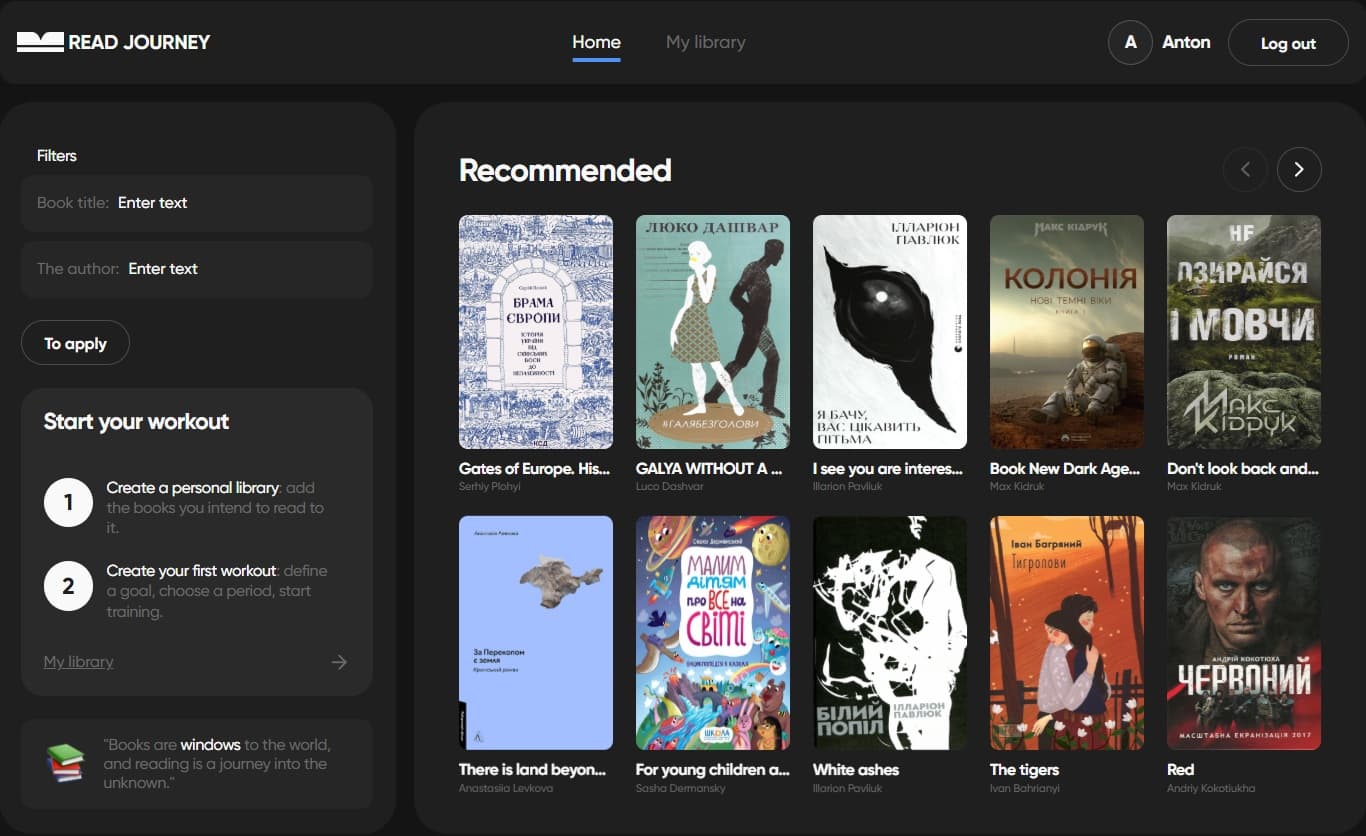 READ JOURNEY
Home
My library
A
Anton
Log out
Filters
Book title: Enter text
The author: Enter text
To apply
Start your workout
1
Create a personal library: add
the books you intend to read to
it.
2
Create your first workout: define
a goal, choose a period, start
training.
My library
"Books are windows to the world,
and reading is a journey into the
unknown."
Recommended
БРАМА
ЄВРОПИ
ІСТОРІЯ
УКРАЇНИ
ВІД
СКІФСЬКИХ
ВОЄН
ДО
НЕЗАЛЕЖНОСТІ
КСД
Gates of Europe. His...
Serhiy Plohyi
ЛЮКО ДАШВАР
#ГАЛЯБЕЗГОЛОВИ
GALYA WITHOUT A ...
Luco Dashvar
ІЛЛАРІОН
ПАВЛЮК
Я БАЧУ,
ВАС ЦІКАВИТЬ
ПІТЬМА
I see you are interes...
Illarion Pavliuk
МАКС КІДРУК
КОЛОНІЯ
НОВІ ТЕМНІ ВІКИ
КНИГА 1
Book New Dark Age...
Max Kidruk
НЕ
ОЗИРАЙСЯ
І МОВЧИ
РОМАН
МАКС
КІДРУК
Don't look back and...
Max Kidruk
Анастасія Левкова
За Перекопом
є земля
Кримський роман
There is land beyon...
Anastasiia Levkova
Сашко Дерманський
МАЛИМ
ДІТЯМ
ПРО ВСЕ НА
СВІТІ
ЕНЦИКЛОПЕДІЯ В КАЗКАХ
ШКОЛА
For young children a...
Sasha Dermansky
БІЛИЙ
ПОПІЛ
ІЛЛАРІОН
ПАВЛЮК
White ashes
Illarion Pavliuk
Іван Багряний
Тигролови
The tigers
Ivan Bahrianyi
АНДРІЙ КОКОТЮХА
ЧЕРВОНИЙ
МАСШТАБНА ЕКРАНІЗАЦІЯ 2017
Red
Andriy Kokotiukha